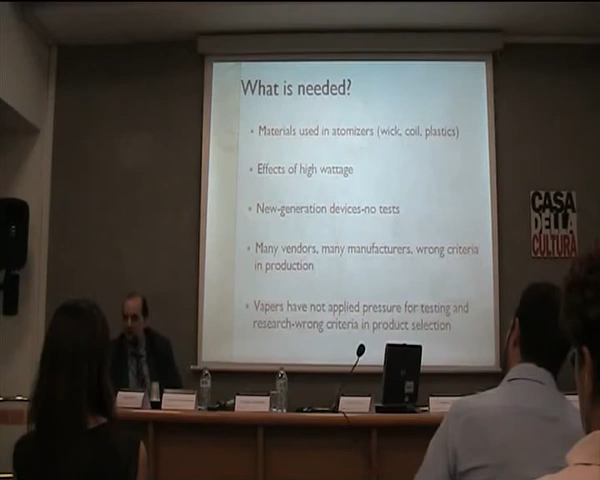 What is needed?
• Materials used in atomizers (wick, coil, plastics)
• Effects of high wattage
• New-generation devices-no tests
• Many vendors, many manufacturers, wrong criteria
in production
• Vapers have not applied pressure for testing and
research-wrong criteria in product selection
CASA
DELLA
CULTURA